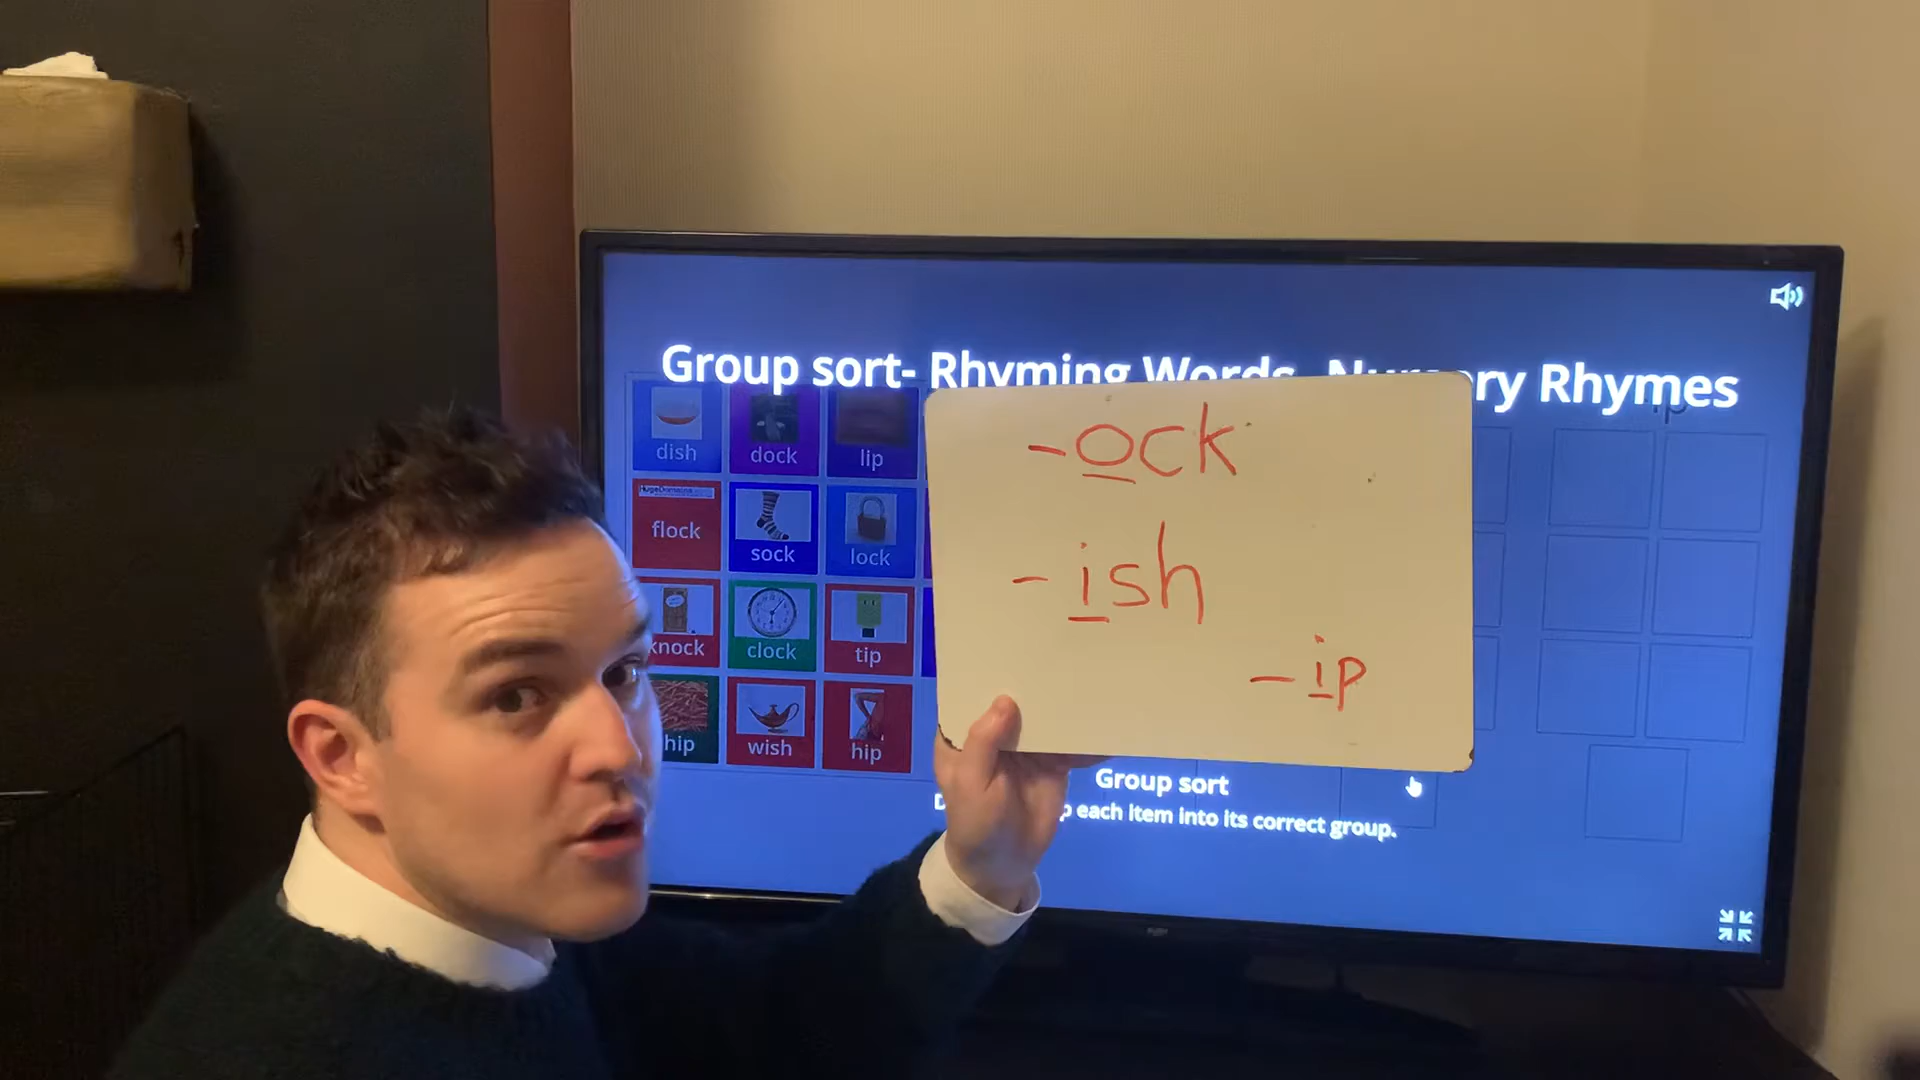 Group sort- Rhyming Words
ry Rhymes
dish dock lip
flock sock lock
knock clock tip
hip wish hip
-ock
-ish
-ip
Group sort
each item into its correct group.